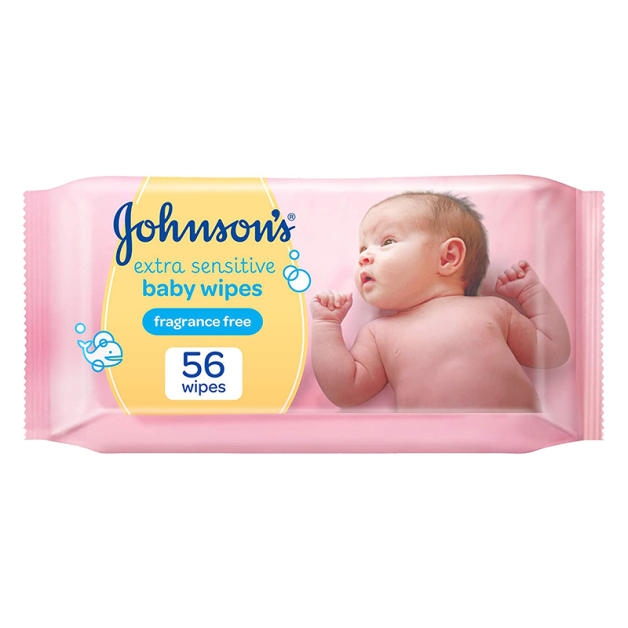 Johnson's®
extra sensitive
baby wipes
fragrance free
56
wipes